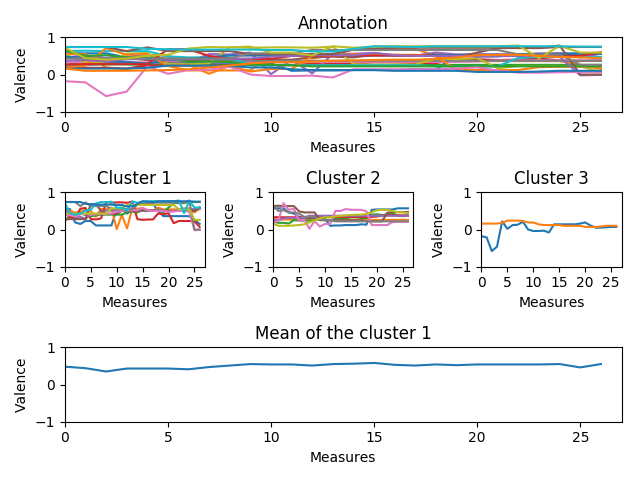 Annotation
1
0
−1
Valence
0 5 10 15 20 25
Measures
Cluster 1 Cluster 2 Cluster 3
1 1 1
0 0 0
−1 −1 −1
Valence Valence Valence
0 5 10 15 20 25 0 5 10 15 20 25 0 5 10 15 20 25
Measures Measures Measures
Mean of the cluster 1
1
0
−1
Valence
0 5 10 15 20 25
Measures